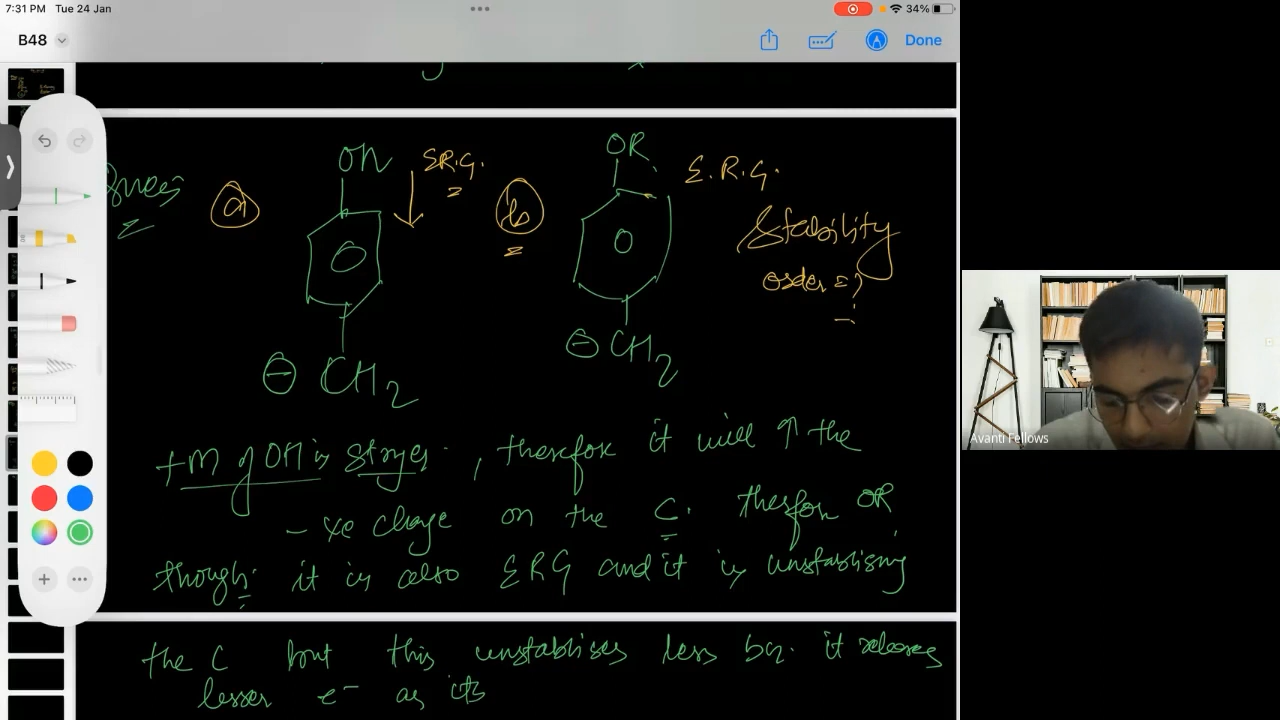 7:31 PM Tue 24 Jan
34%
B48
Done
Ques
a
OH
E.R.G.
b
OR
E.R.G.
Stability
order = ?
⊖ CH2
⊖ CH2
+M of OH is stronger, therefore it will ↑ the
-ve charge on the C. therefore OR
though it is also ERG and it is unstablising
the C but this unstablises less bcz. it releases
lesser e- as its
Avanti Fellows